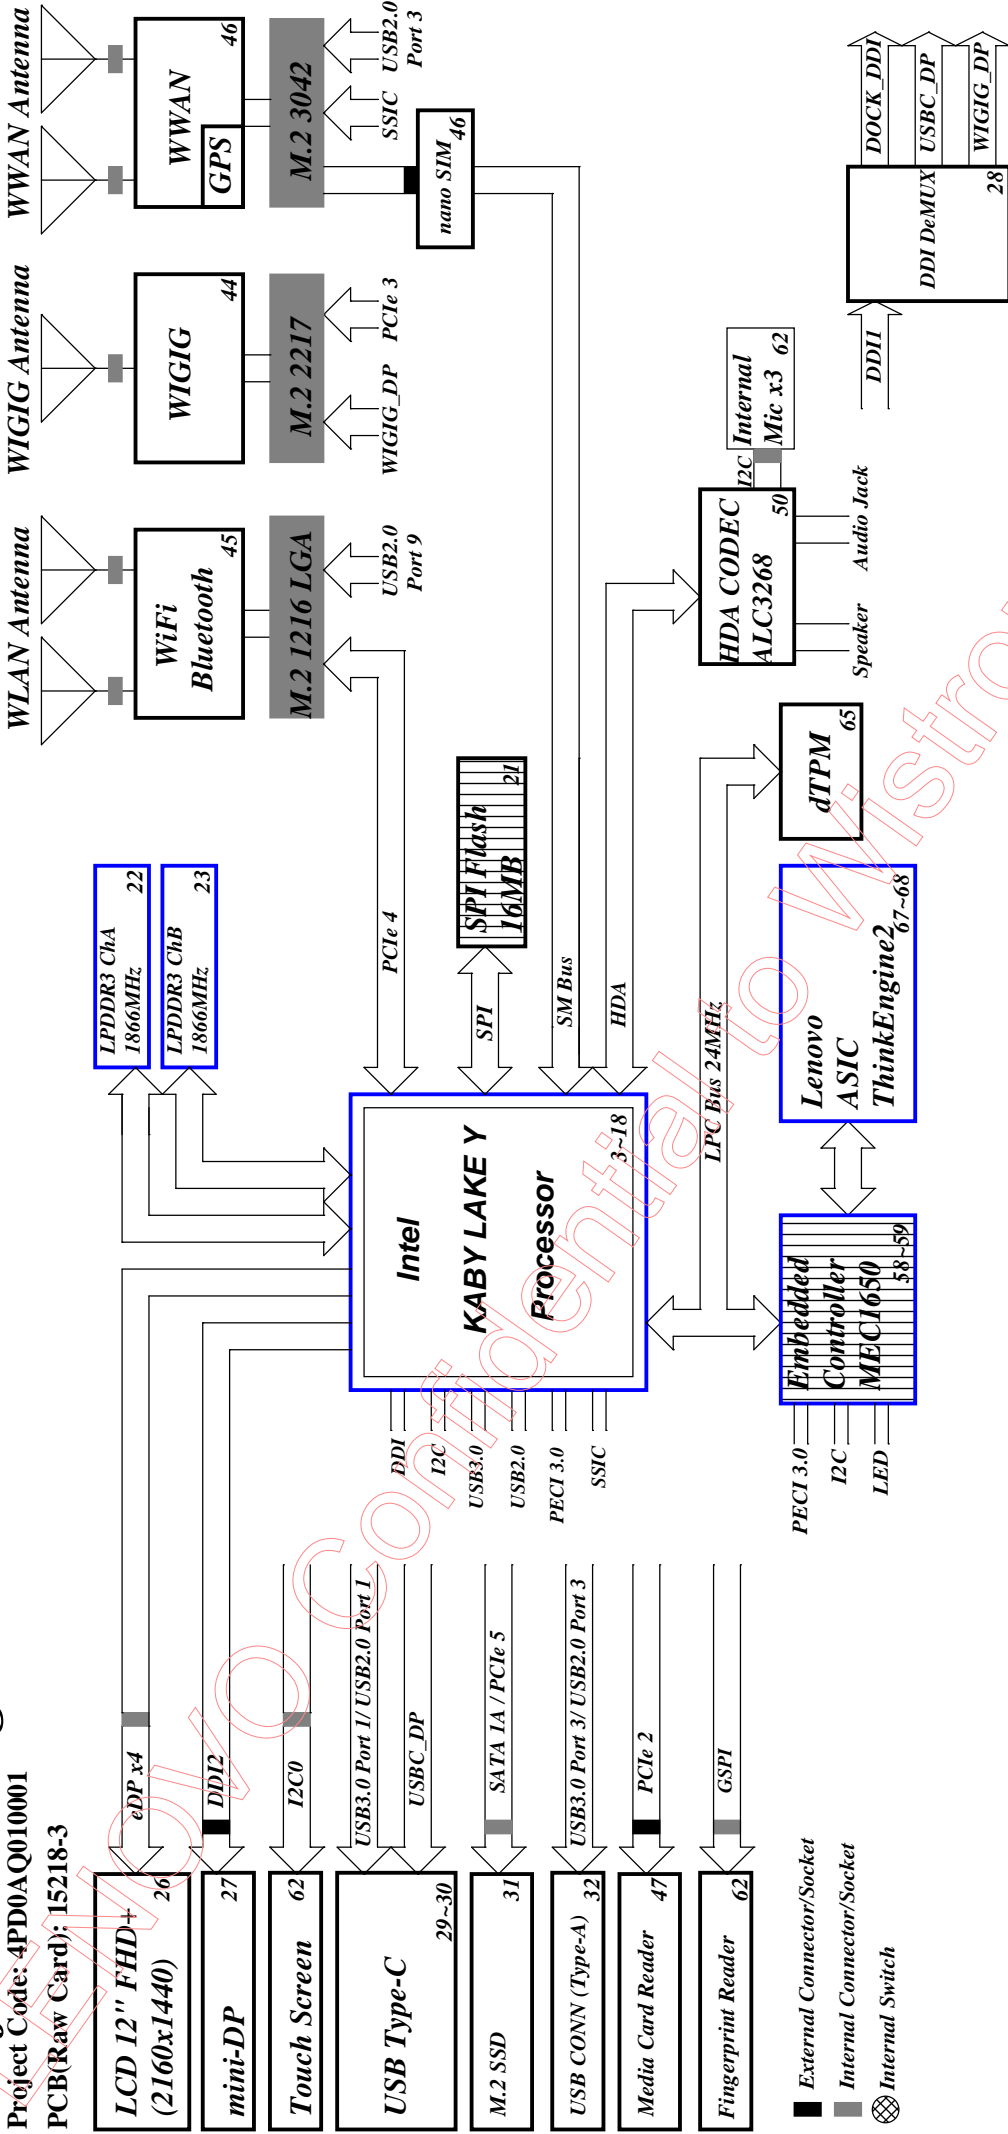 Project Code: 4PD0AQ010001
PCB(Raw Card): 15218-3
LCD 12" FHD+
(2160x1440)
26
eDP x4
mini-DP
27
DDI2
Touch Screen
62
I2C0
USB Type-C
29~30
USB3.0 Port 1/ USB2.0 Port 1
USBC_DP
M.2 SSD
31
SATA 1A / PCIe 5
USB CONN (Type-A)
32
USB3.0 Port 3/ USB2.0 Port 3
Media Card Reader
47
PCIe 2
Fingerprint Reader
62
GSPI
External Connector/Socket
Internal Connector/Socket
Internal Switch
LPDDR3 ChA
1866MHz
22
LPDDR3 ChB
1866MHz
23
Intel
KABY LAKE Y
Processor
3~18
DDI
I2C
USB3.0
USB2.0
PECI 3.0
SSIC
PCIe 4
SPI
SPI Flash
16MB
21
SM Bus
HDA
LPC Bus 24MHz
Embedded
Controller
MEC1650
58~59
PECI 3.0
I2C
LED
Lenovo
ASIC
ThinkEngine2
67~68
dTPM
65
WLAN Antenna
WiFi
Bluetooth
45
M.2 1216 LGA
USB2.0
Port 9
WIGIG Antenna
WIGIG
44
M.2 2217
WIGIG_DP
PCIe 3
WWAN Antenna
WWAN
46
GPS
M.2 3042
SSIC
USB2.0
Port 3
nano SIM
46
HDA CODEC
ALC3268
50
I2C
Internal
Mic x3
62
Speaker
Audio Jack
DDI1
DDI DeMUX
28
DOCK_DDI
USBC_DP
WIGIG_DP
LENOVO Confidential to Wistro